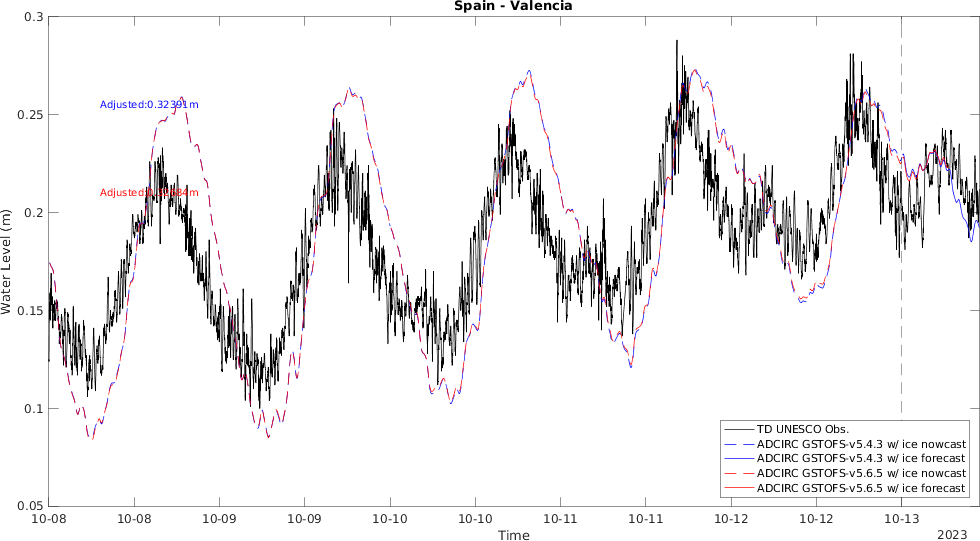 Spain - Valencia
0.3
0.25
0.2
0.15
0.1
0.05
Water Level (m)
Adjusted:0.32391m
10-08
10-08
10-09
10-09
10-10
10-10
10-11
10-11
10-12
10-12
10-13
Time
2023
TD UNESCO Obs.
ADCIRC GSTOFS-v5.4.3 w/ ice nowcast
ADCIRC GSTOFS-v5.4.3 w/ ice forecast
ADCIRC GSTOFS-v5.6.5 w/ ice nowcast
ADCIRC GSTOFS-v5.6.5 w/ ice forecast